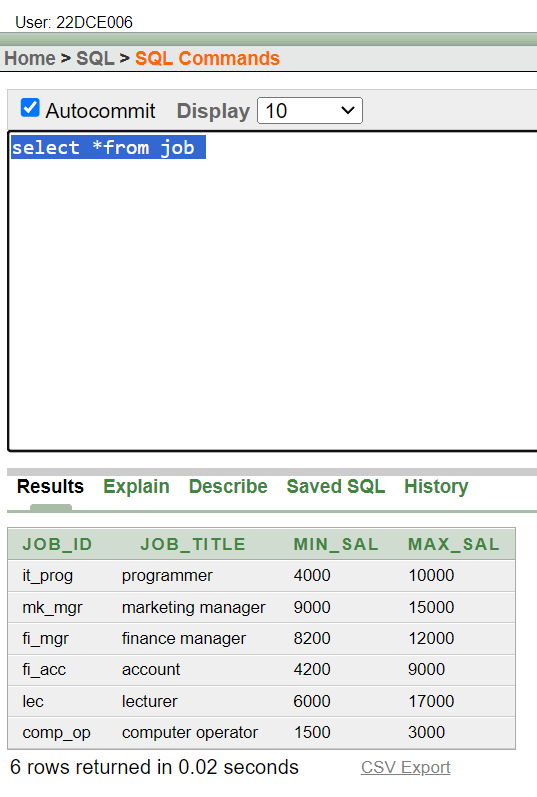 User: 22DCE006
Home > SQL > SQL Commands
Autocommit Display 10
select *from job
Results Explain Describe Saved SQL History
JOB_ID JOB_TITLE MIN_SAL MAX_SAL
it_prog programmer 4000 10000
mk_mgr marketing manager 9000 15000
fi_mgr finance manager 8200 12000
fi_acc account 4200 9000
lec lecturer 6000 17000
comp_op computer operator 1500 3000
6 rows returned in 0.02 seconds CSV Export